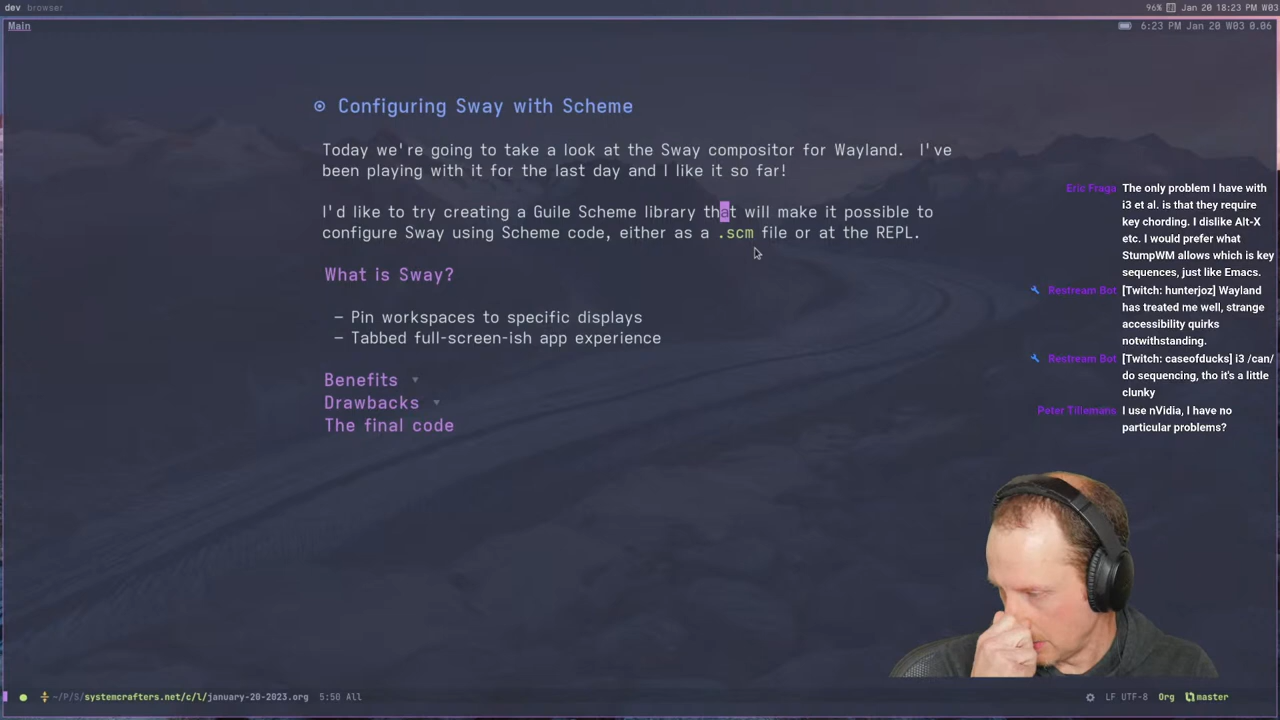 dev browser
96% Jan 20 18:23 PM W03
Main
6:23 PM Jan 20 W03 0.06
Configuring Sway with Scheme
Today we're going to take a look at the Sway compositor for Wayland.  I've
been playing with it for the last day and I like it so far!
I'd like to try creating a Guile Scheme library that will make it possible to
configure Sway using Scheme code, either as a .scm file or at the REPL.
What is Sway?
– Pin workspaces to specific displays
– Tabbed full-screen-ish app experience
Benefits ▾
Drawbacks ▾
The final code
Eric Fraga The only problem I have with
i3 et al. is that they require
key chording. I dislike Alt-X
etc. I would prefer what
StumpWM allows which is key
sequences, just like Emacs.
Restream Bot [Twitch: hunterjoz] Wayland
has treated me well, strange
accessibility quirks
notwithstanding.
Restream Bot [Twitch: caseofducks] i3 /can/
do sequencing, tho it's a little
clunky
Peter Tillemans I use nVidia, I have no
particular problems?
~/P/S/systemcrafters.net/c/l/january-20-2023.org 5:50 All
LF UTF-8 Org master